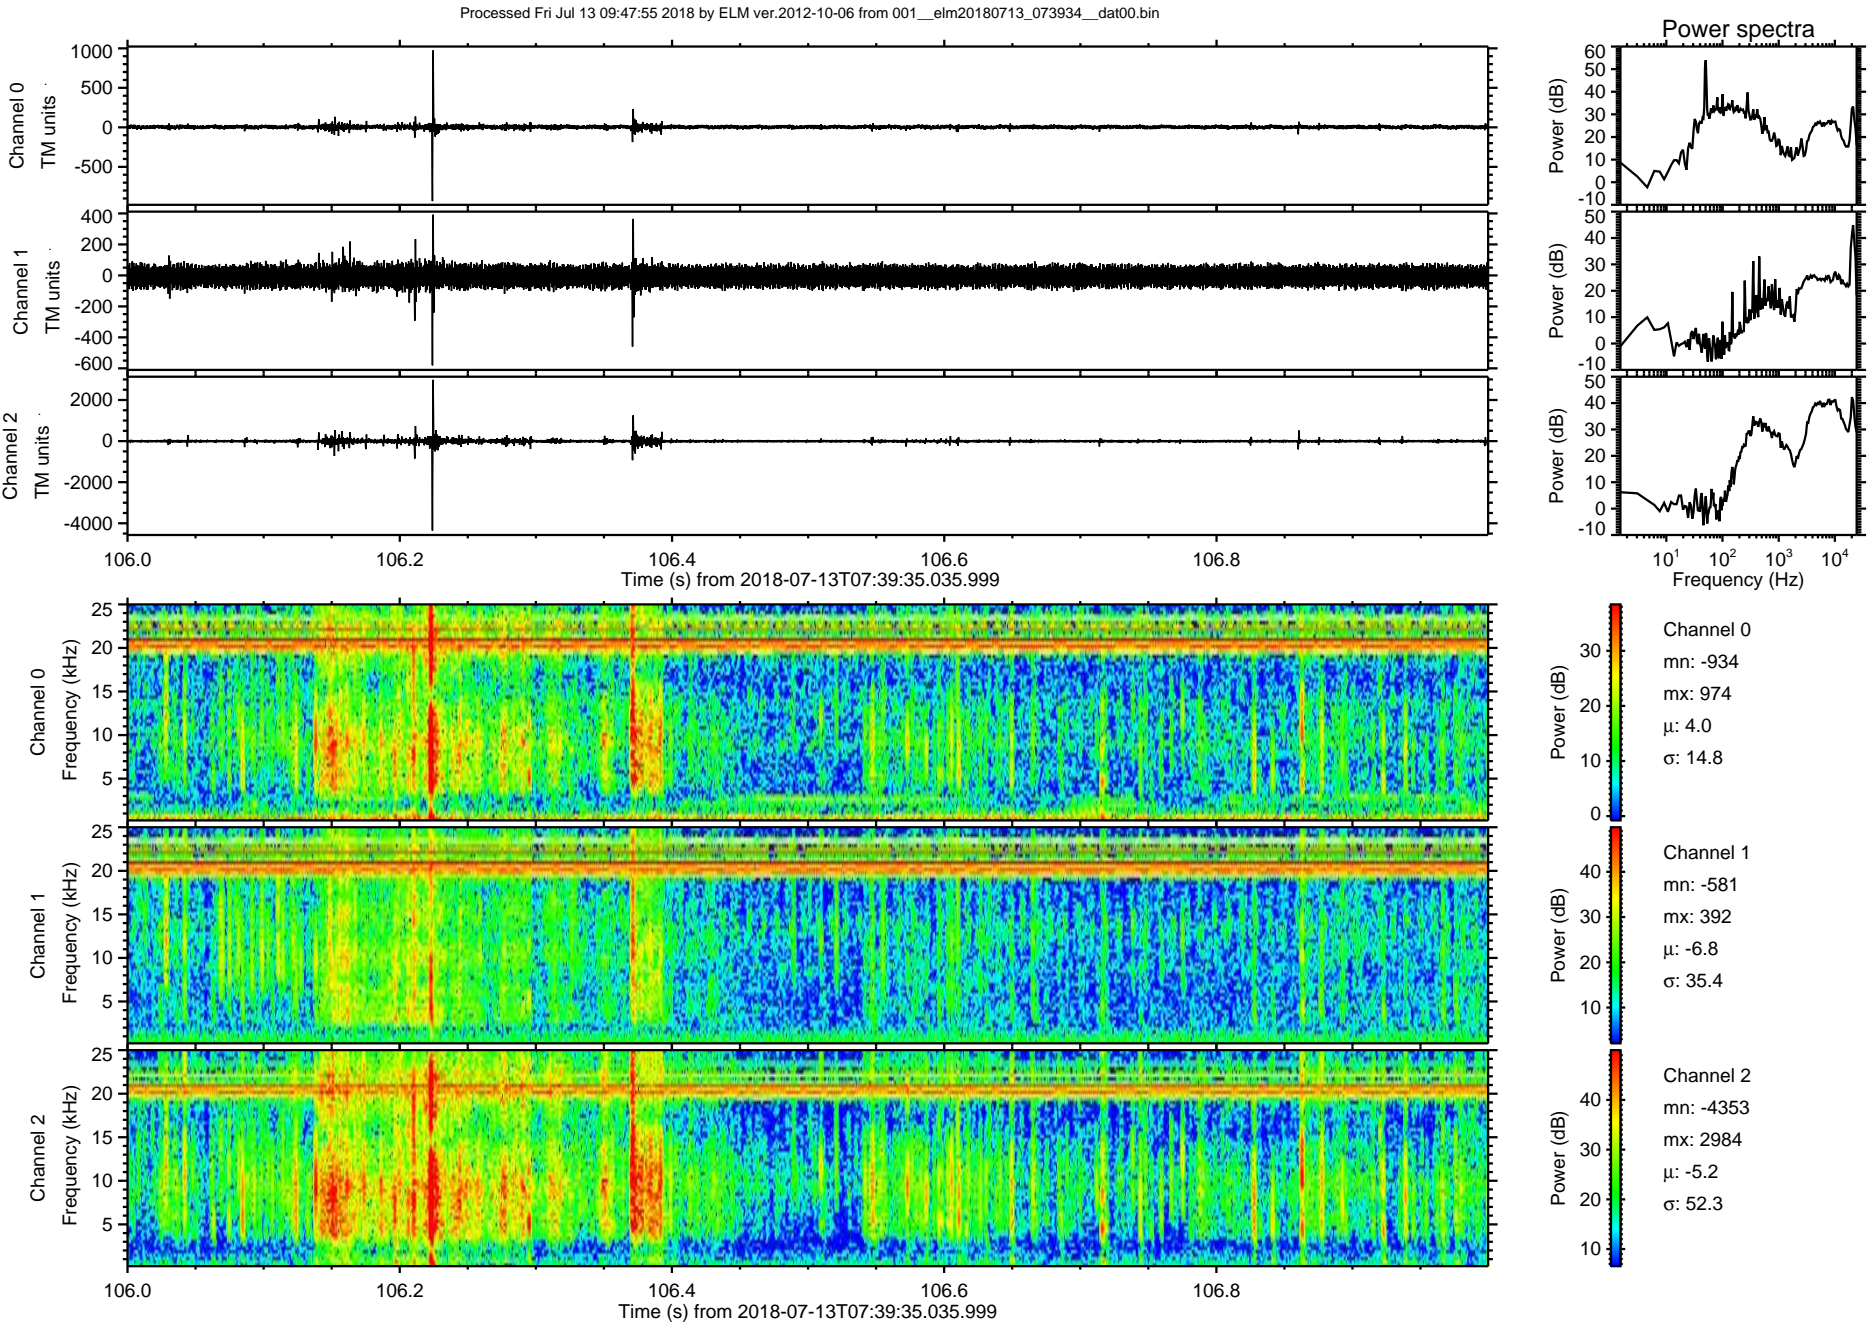 Processed Fri Jul 13 09:47:55 2018 by ELM ver.2012-10-06 from 001__elm20180713_073934__dat00.bin
Power spectra
Channel 0
TM units
1000
500
0
-500
Power (dB)
60
50
40
30
20
10
0
-10
Channel 1
TM units
400
200
0
-200
-400
-600
Power (dB)
50
40
30
20
10
0
-10
Channel 2
TM units
2000
0
-2000
-4000
Power (dB)
50
40
30
20
10
0
-10
106.0 106.2 106.4 106.6 106.8
Time (s) from 2018-07-13T07:39:35.035.999
10^1 10^2 10^3 10^4
Frequency (Hz)
Channel 0
Frequency (kHz)
25
20
15
10
5
Power (dB)
30
20
10
0
Channel 0
mn: -934
mx: 974
μ: 4.0
σ: 14.8
Channel 1
Frequency (kHz)
25
20
15
10
5
Power (dB)
40
30
20
10
Channel 1
mn: -581
mx: 392
μ: -6.8
σ: 35.4
Channel 2
Frequency (kHz)
25
20
15
10
5
Power (dB)
40
30
20
10
Channel 2
mn: -4353
mx: 2984
μ: -5.2
σ: 52.3
106.0 106.2 106.4 106.6 106.8
Time (s) from 2018-07-13T07:39:35.035.999